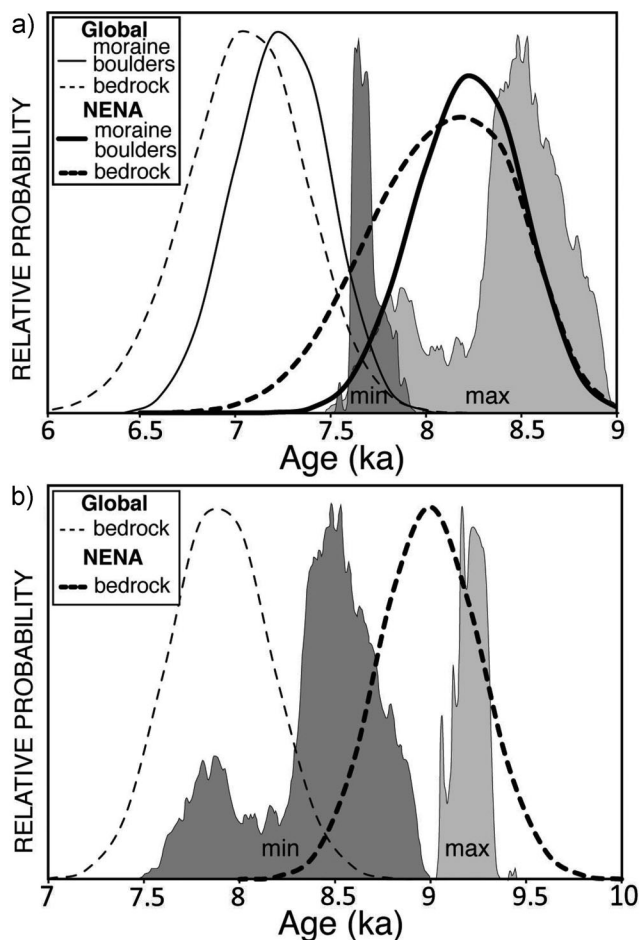 a)
Global
moraine
boulders
bedrock
NENA
moraine
boulders
bedrock
RELATIVE PROBABILITY
min
max
6
6.5
7
7.5
8
8.5
9
Age (ka)
b)
Global
bedrock
NENA
bedrock
RELATIVE PROBABILITY
min
max
7
7.5
8
8.5
9
9.5
10
Age (ka)